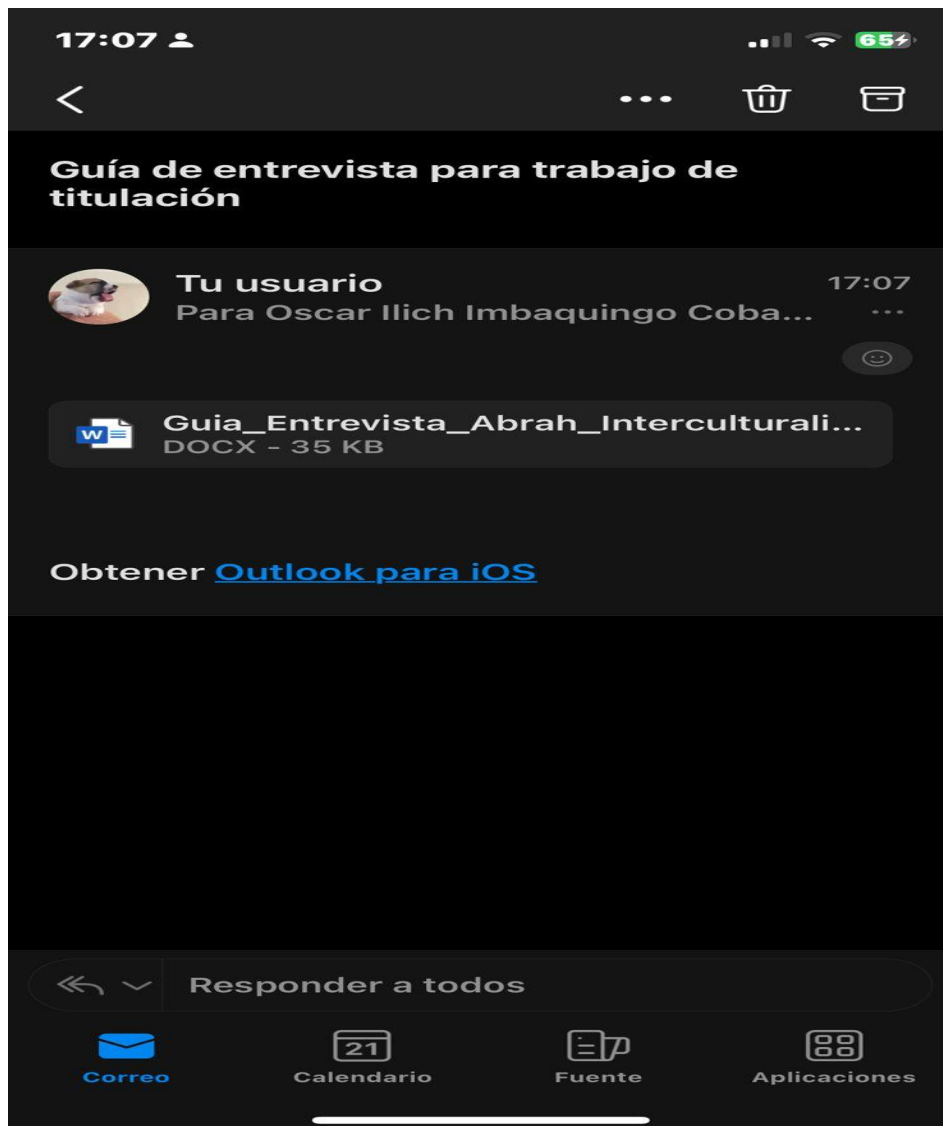 17:07
65
Guía de entrevista para trabajo de
titulación
Tu usuario
17:07
Para Oscar Ilich Imbaquingo Coba...
Guia_Entrevista_Abrah_Interculturali...
DOCX - 35 KB
Obtener Outlook para iOS
Responder a todos
21
Correo
Calendario
Fuente
Aplicaciones